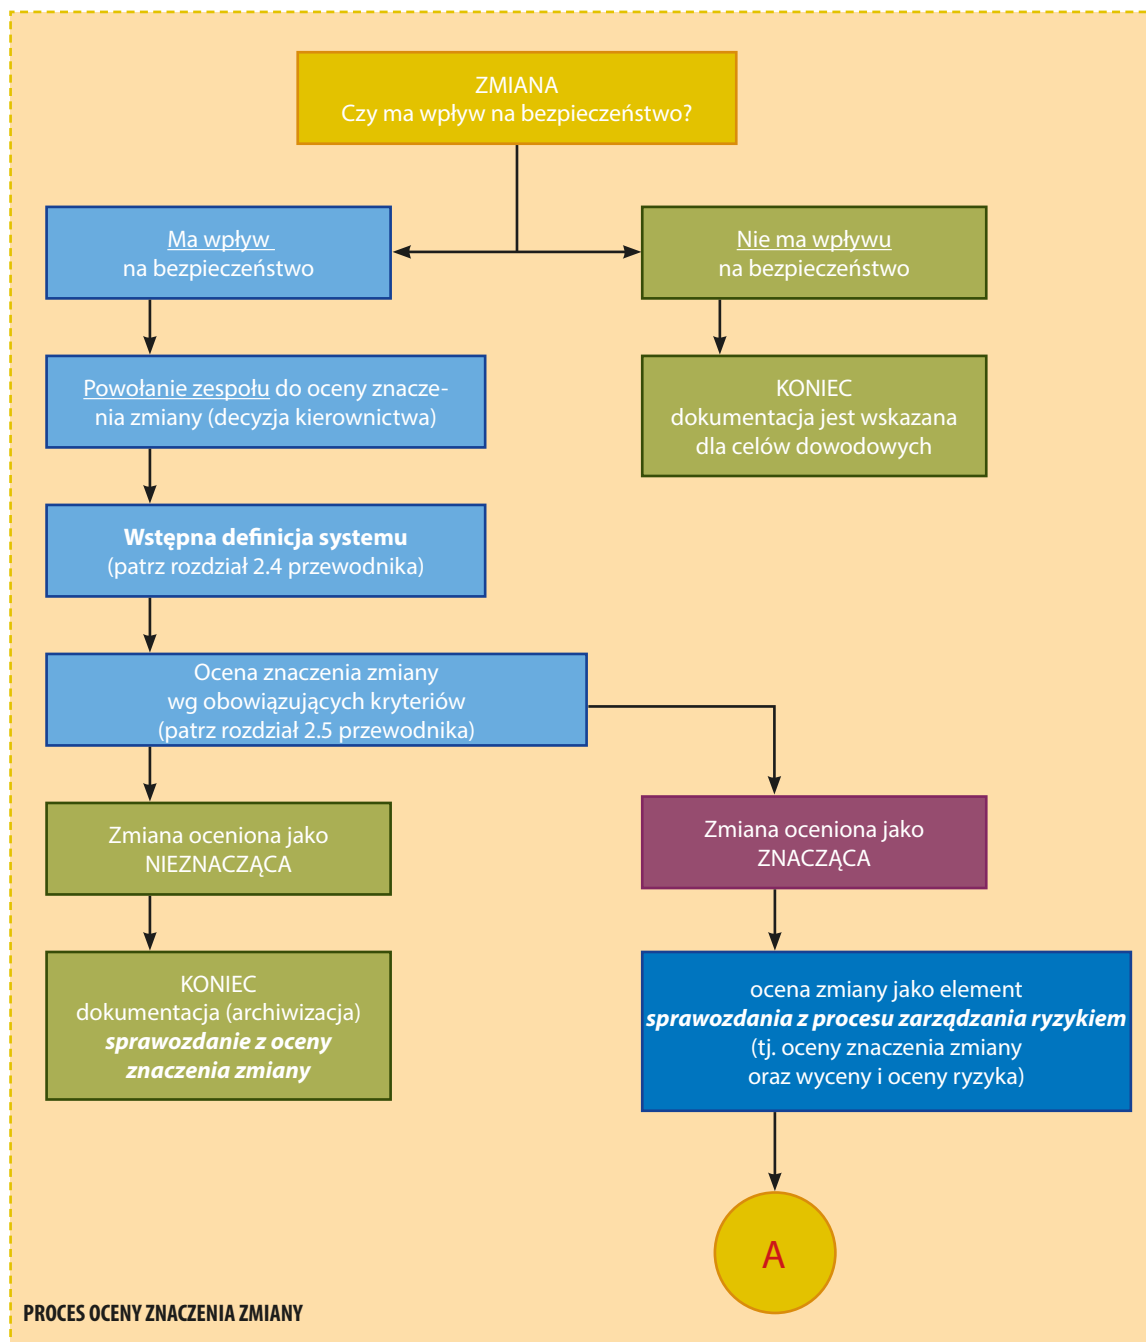 ZMIANA
Czy ma wpływ na bezpieczeństwo?
Ma wpływ
na bezpieczeństwo
Nie ma wpływu
na bezpieczeństwo
Powołanie zespołu do oceny znacze-
nia zmiany (decyzja kierownictwa)
KONIEC
dokumentacja jest wskazana
dla celów dowodowych
Wstępna definicja systemu
(patrz rozdział 2.4 przewodnika)
Ocena znaczenia zmiany
wg obowiązujących kryteriów
(patrz rozdział 2.5 przewodnika)
Zmiana oceniona jako
NIEZNACZĄCA
Zmiana oceniona jako
ZNACZĄCA
KONIEC
dokumentacja (archiwizacja)
sprawozdanie z oceny
znaczenia zmiany
ocena zmiany jako element
sprawozdania z procesu zarządzania ryzykiem
(tj. oceny znaczenia zmiany
oraz wyceny i oceny ryzyka)
A
PROCES OCENY ZNACZENIA ZMIANY